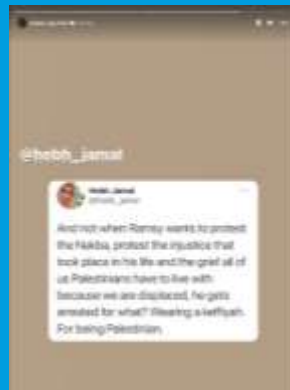 @hebh_jamal
Hebh Jamal
And not when Ramsy wants to protest
the Nakba, protest the injustice that
took place in his life and the grief all of
us Palestinians have to live with
because we are displaced, he gets
arrested for what? Wearing a keffiyah.
For being Palestinian.